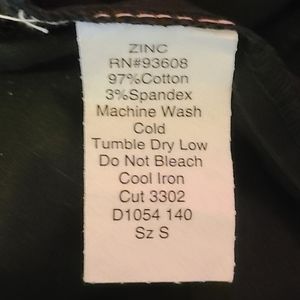 ZINC
RN#93608
97%Cotton
3%Spandex
Machine Wash
Cold
Tumble Dry Low
Do Not Bleach
Cool Iron
Cut 3302
D1054 140
Sz S